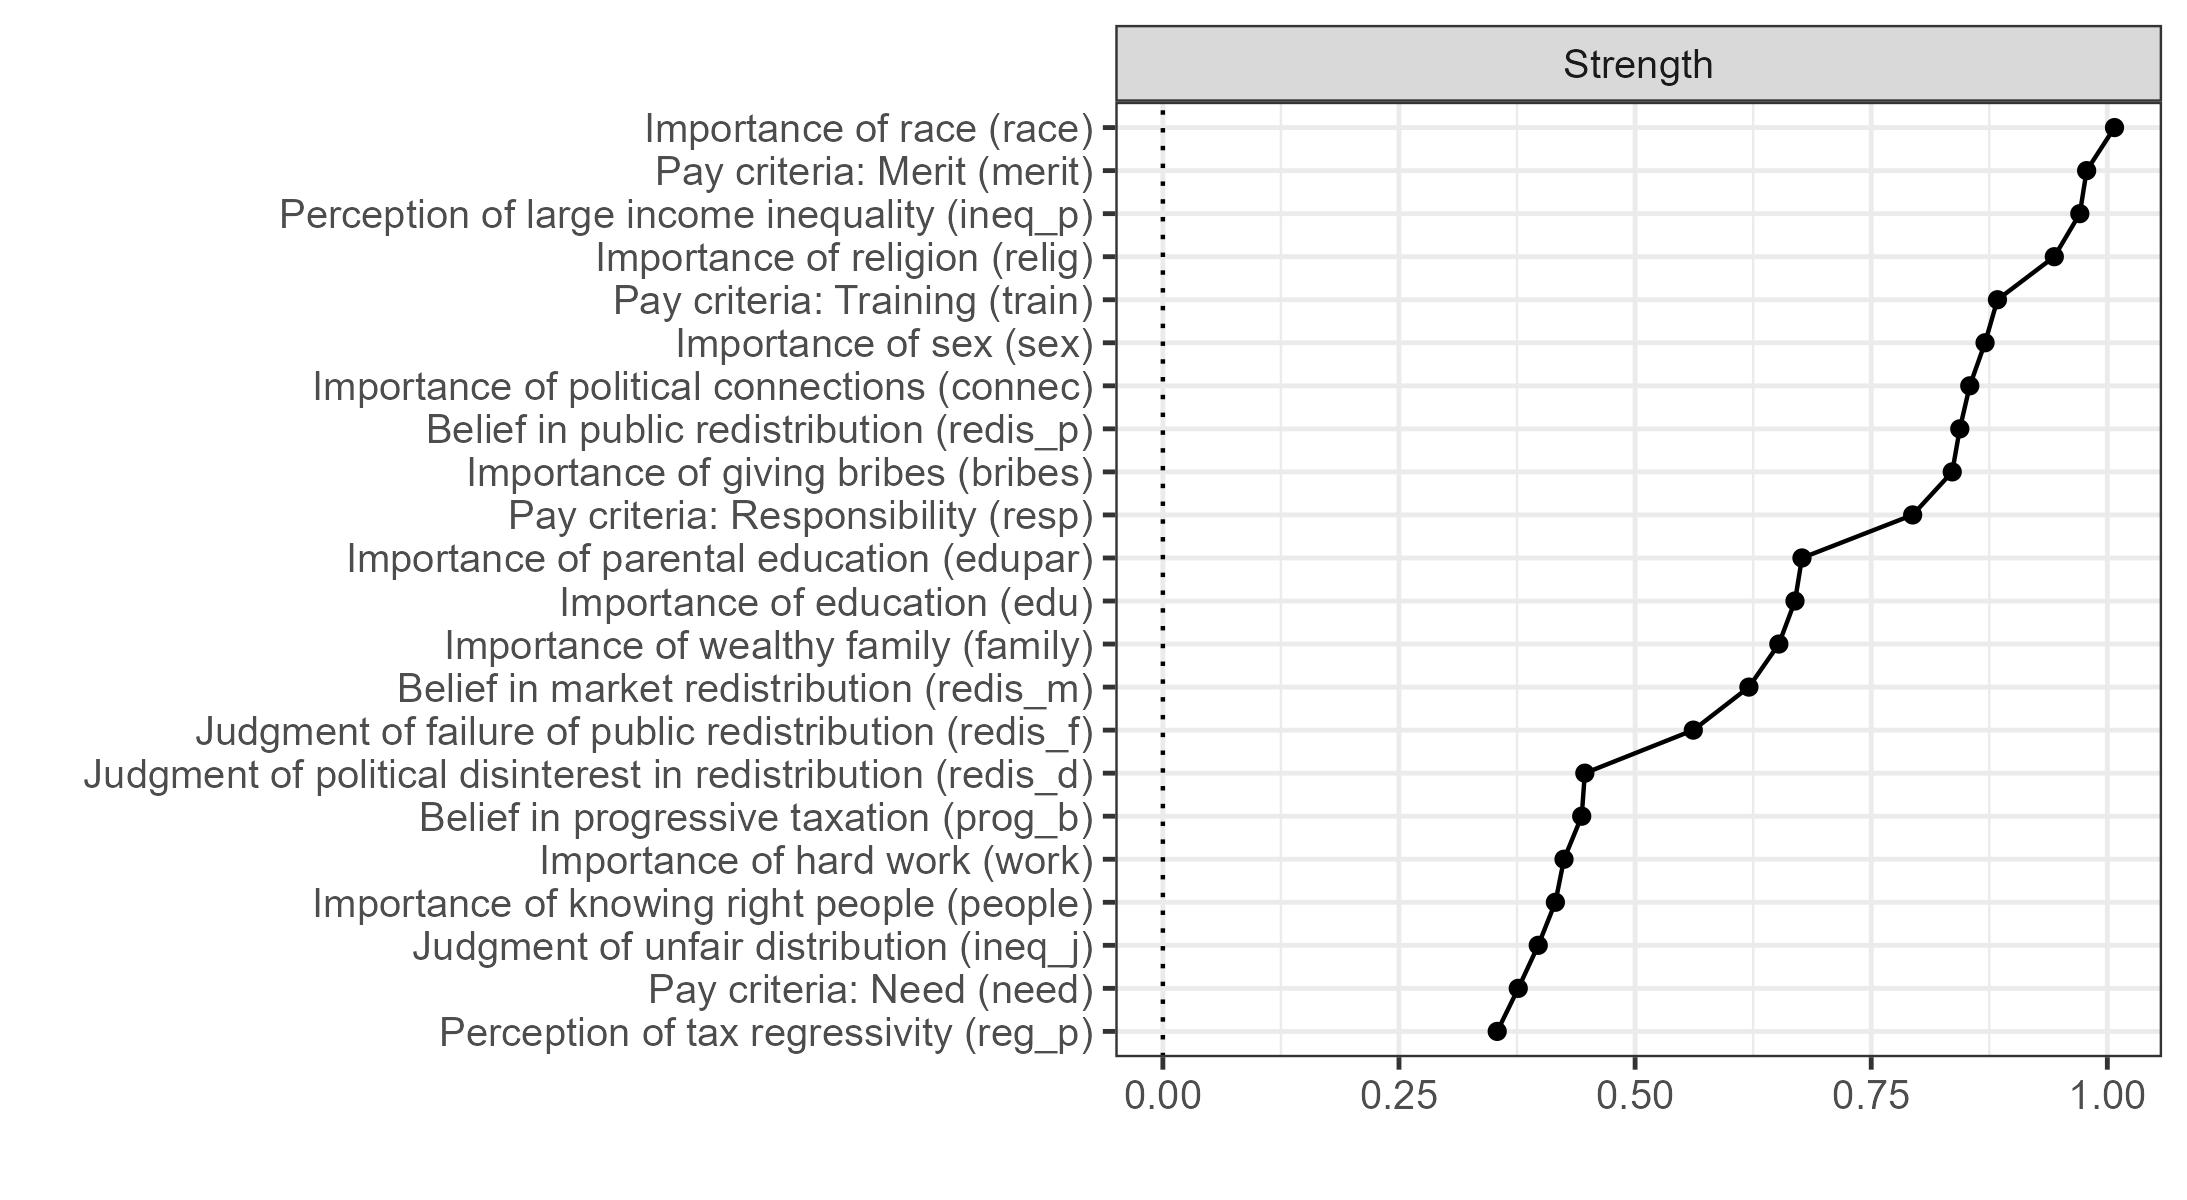 Strength
Importance of race (race)
Pay criteria: Merit (merit)
Perception of large income inequality (ineq_p)
Importance of religion (relig)
Pay criteria: Training (train)
Importance of sex (sex)
Importance of political connections (connec)
Belief in public redistribution (redis_p)
Importance of giving bribes (bribes)
Pay criteria: Responsibility (resp)
Importance of parental education (edupar)
Importance of education (edu)
Importance of wealthy family (family)
Belief in market redistribution (redis_m)
Judgment of failure of public redistribution (redis_f)
Judgment of political disinterest in redistribution (redis_d)
Belief in progressive taxation (prog_b)
Importance of hard work (work)
Importance of knowing right people (people)
Judgment of unfair distribution (ineq_j)
Pay criteria: Need (need)
Perception of tax regressivity (reg_p)
0.00 0.25 0.50 0.75 1.00